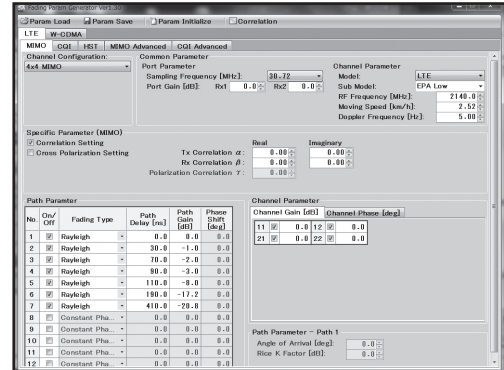 Fading Param Generator Ver1.30
Param Load Param Save Param Initialize Correlation
LTE W-CDMA
MIMO CQI HST MIMO Advanced CQI Advanced
Channel Configuration:
4x4 MIMO
Common Parameter
Port Parameter
Sampling Frequency [MHz]: 30.72
Port Gain [dB]: Rx1 0.0 Rx2 0.0
Channel Parameter
Model: LTE
Sub Model: EPA Low
RF Frequency [MHz]: 2140.0
Moving Speed [km/h]: 2.52
Doppler Frequency [Hz]: 5.00
Specific Parameter (MIMO)
Correlation Setting
Cross Polarization Setting
Real Imaginary
Tx Correlation α: 0.00 0.00
Rx Correlation β: 0.00 0.00
Polarization Correlation γ: 0.00
Path Paramter
No. On/Off Fading Type Path Delay [ns] Path Gain [dB] Phase Shift [deg]
1 Rayleigh 0.0 0.0 0.0
2 Rayleigh 30.0 -1.0 0.0
3 Rayleigh 70.0 -2.0 0.0
4 Rayleigh 90.0 -3.0 0.0
5 Rayleigh 110.0 -8.0 0.0
6 Rayleigh 190.0 -17.2 0.0
7 Rayleigh 410.0 -20.8 0.0
8 Constant Pha... 0.0 0.0 0.0
9 Constant Pha... 0.0 0.0 0.0
10 Constant Pha... 0.0 0.0 0.0
11 Constant Pha... 0.0 0.0 0.0
12 Constant Pha... 0.0 0.0 0.0
Channel Parameter
Channel Gain [dB] Channel Phase [deg]
11 0.0 12 0.0
21 0.0 22 0.0
Path Parameter - Path 1
Angle of Arrival [deg]: 0.0
Rice K Factor [dB]: 0.0